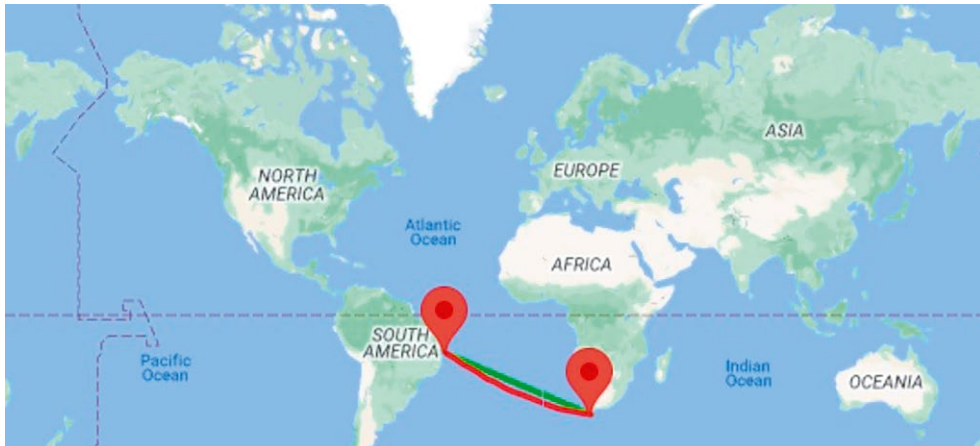 ASIA
EUROPE
NORTH
AMERICA
Atlantic
Ocean
AFRICA
SOUTH
AMERICA
Pacific
Ocean
Indian
Ocean
OCEANIA